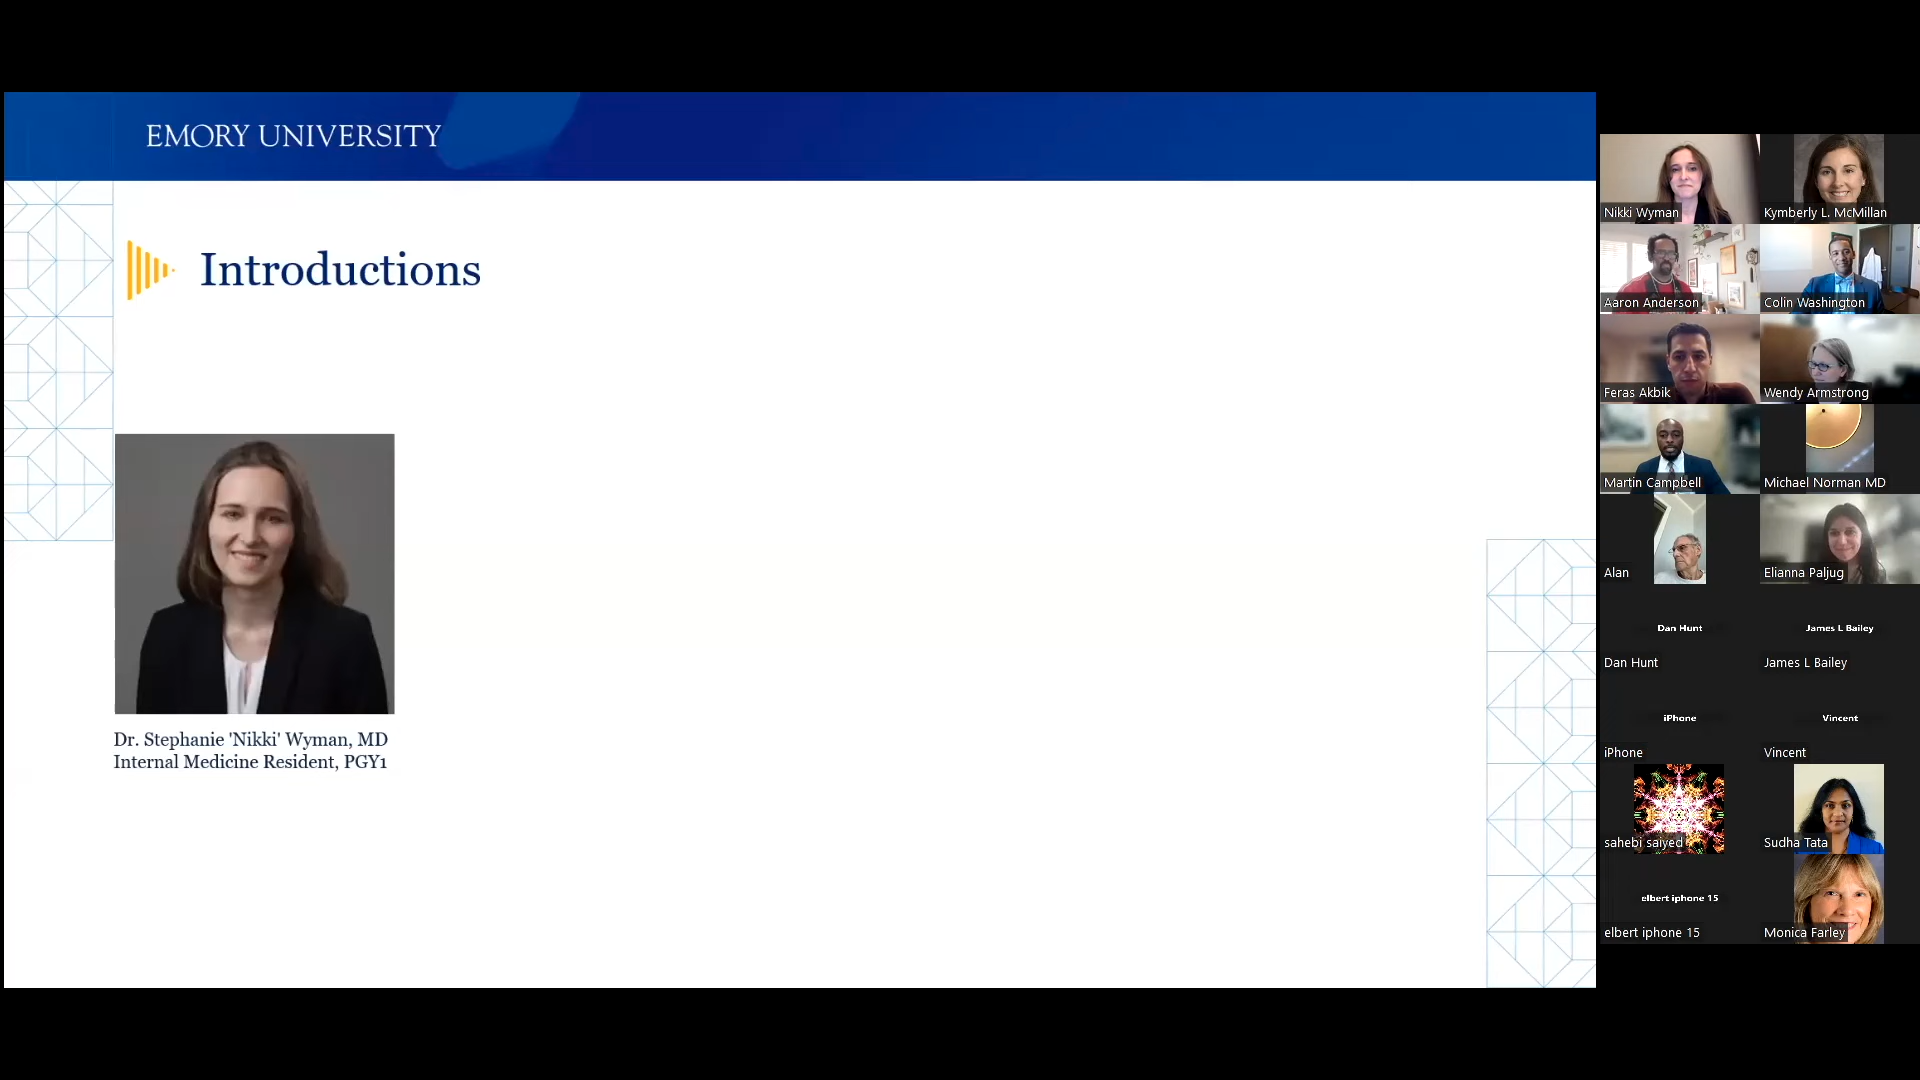 EMORY UNIVERSITY
Introductions
Dr. Stephanie 'Nikki' Wyman, MD
Internal Medicine Resident, PGY1
Nikki Wyman
Kymberly L. McMillan
Aaron Anderson
Colin Washington
Feras Akbik
Wendy Armstrong
Martin Campbell
Michael Norman MD
Alan
Elianna Paljug
Dan Hunt
James L Bailey
Dan Hunt
James L Bailey
iPhone
Vincent
iPhone
Vincent
sahebi saiyed
Sudha Tata
elbert iphone 15
elbert iphone 15
Monica Farley